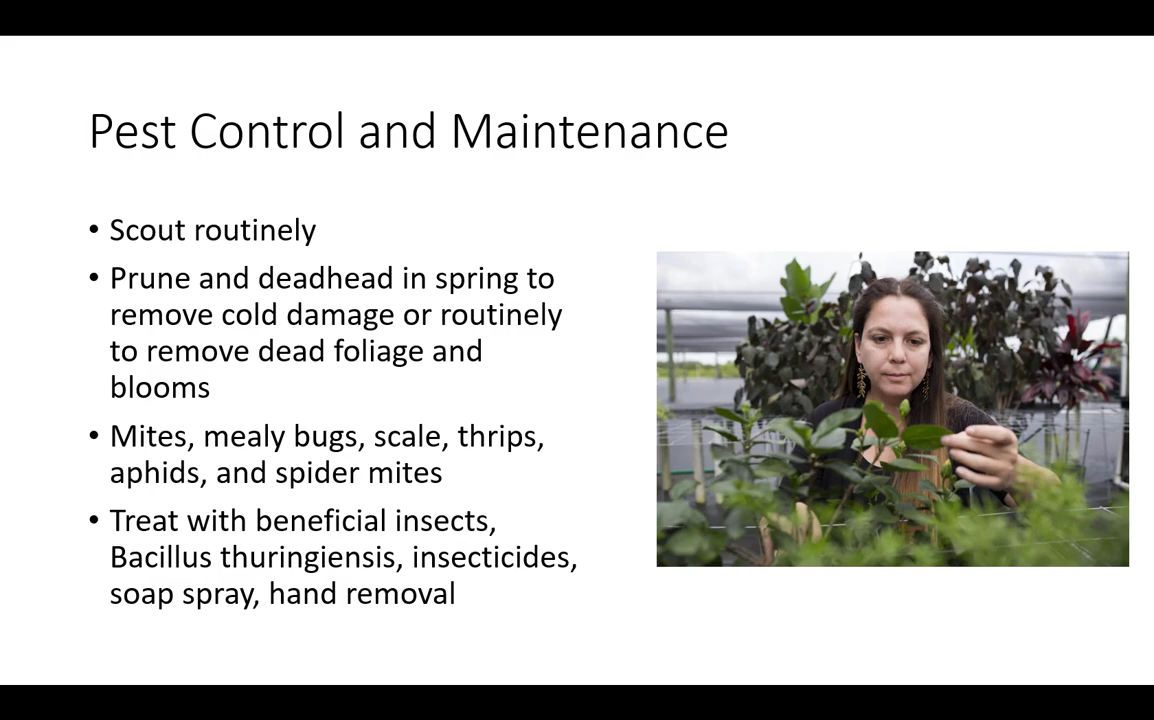 Pest Control and Maintenance
• Scout routinely
• Prune and deadhead in spring to
remove cold damage or routinely
to remove dead foliage and
blooms
• Mites, mealy bugs, scale, thrips,
aphids, and spider mites
• Treat with beneficial insects,
Bacillus thuringiensis, insecticides,
soap spray, hand removal